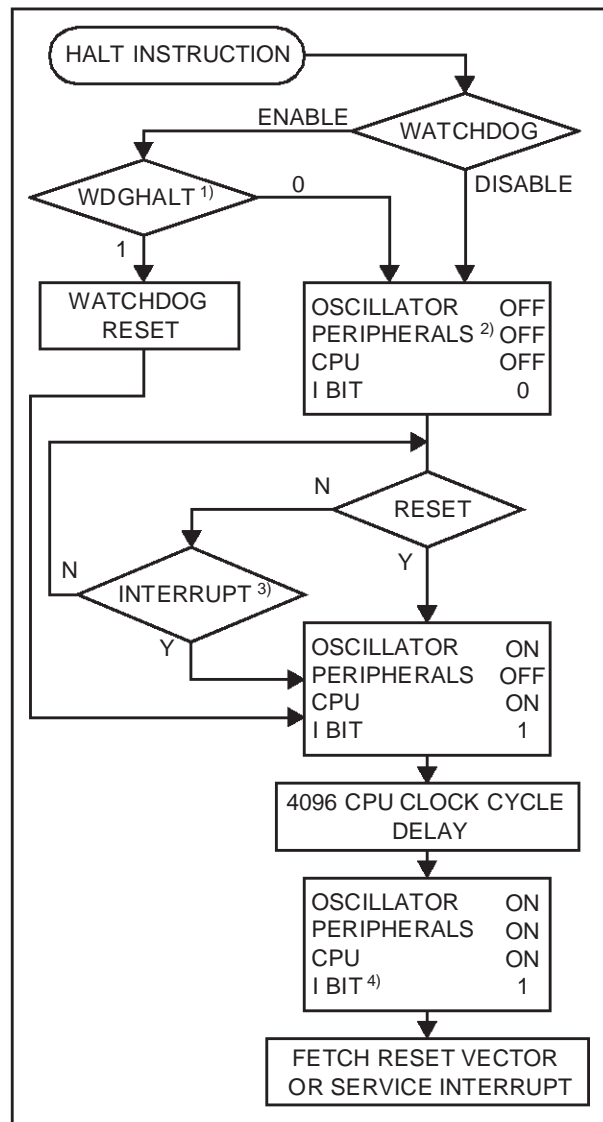 HALT INSTRUCTION
ENABLE
WATCHDOG
WDGHALT 1)
0
DISABLE
1
WATCHDOG
RESET
OSCILLATOR OFF
PERIPHERALS 2) OFF
CPU OFF
I BIT 0
N
RESET
N
INTERRUPT 3)
Y
Y
OSCILLATOR ON
PERIPHERALS OFF
CPU ON
I BIT 1
4096 CPU CLOCK CYCLE
DELAY
OSCILLATOR ON
PERIPHERALS ON
CPU ON
I BIT 4) 1
FETCH RESET VECTOR
OR SERVICE INTERRUPT